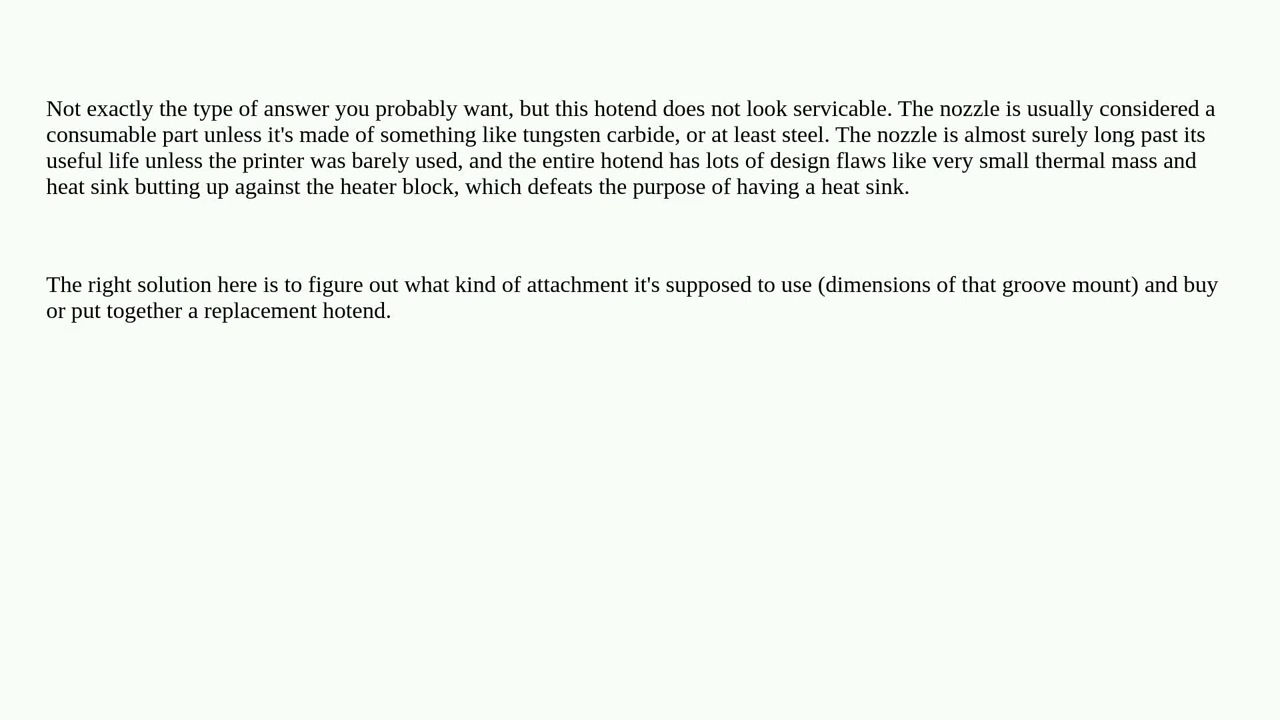 Not exactly the type of answer you probably want, but this hotend does not look servicable. The nozzle is usually considered a
consumable part unless it's made of something like tungsten carbide, or at least steel. The nozzle is almost surely long past its
useful life unless the printer was barely used, and the entire hotend has lots of design flaws like very small thermal mass and
heat sink butting up against the heater block, which defeats the purpose of having a heat sink.
The right solution here is to figure out what kind of attachment it's supposed to use (dimensions of that groove mount) and buy
or put together a replacement hotend.